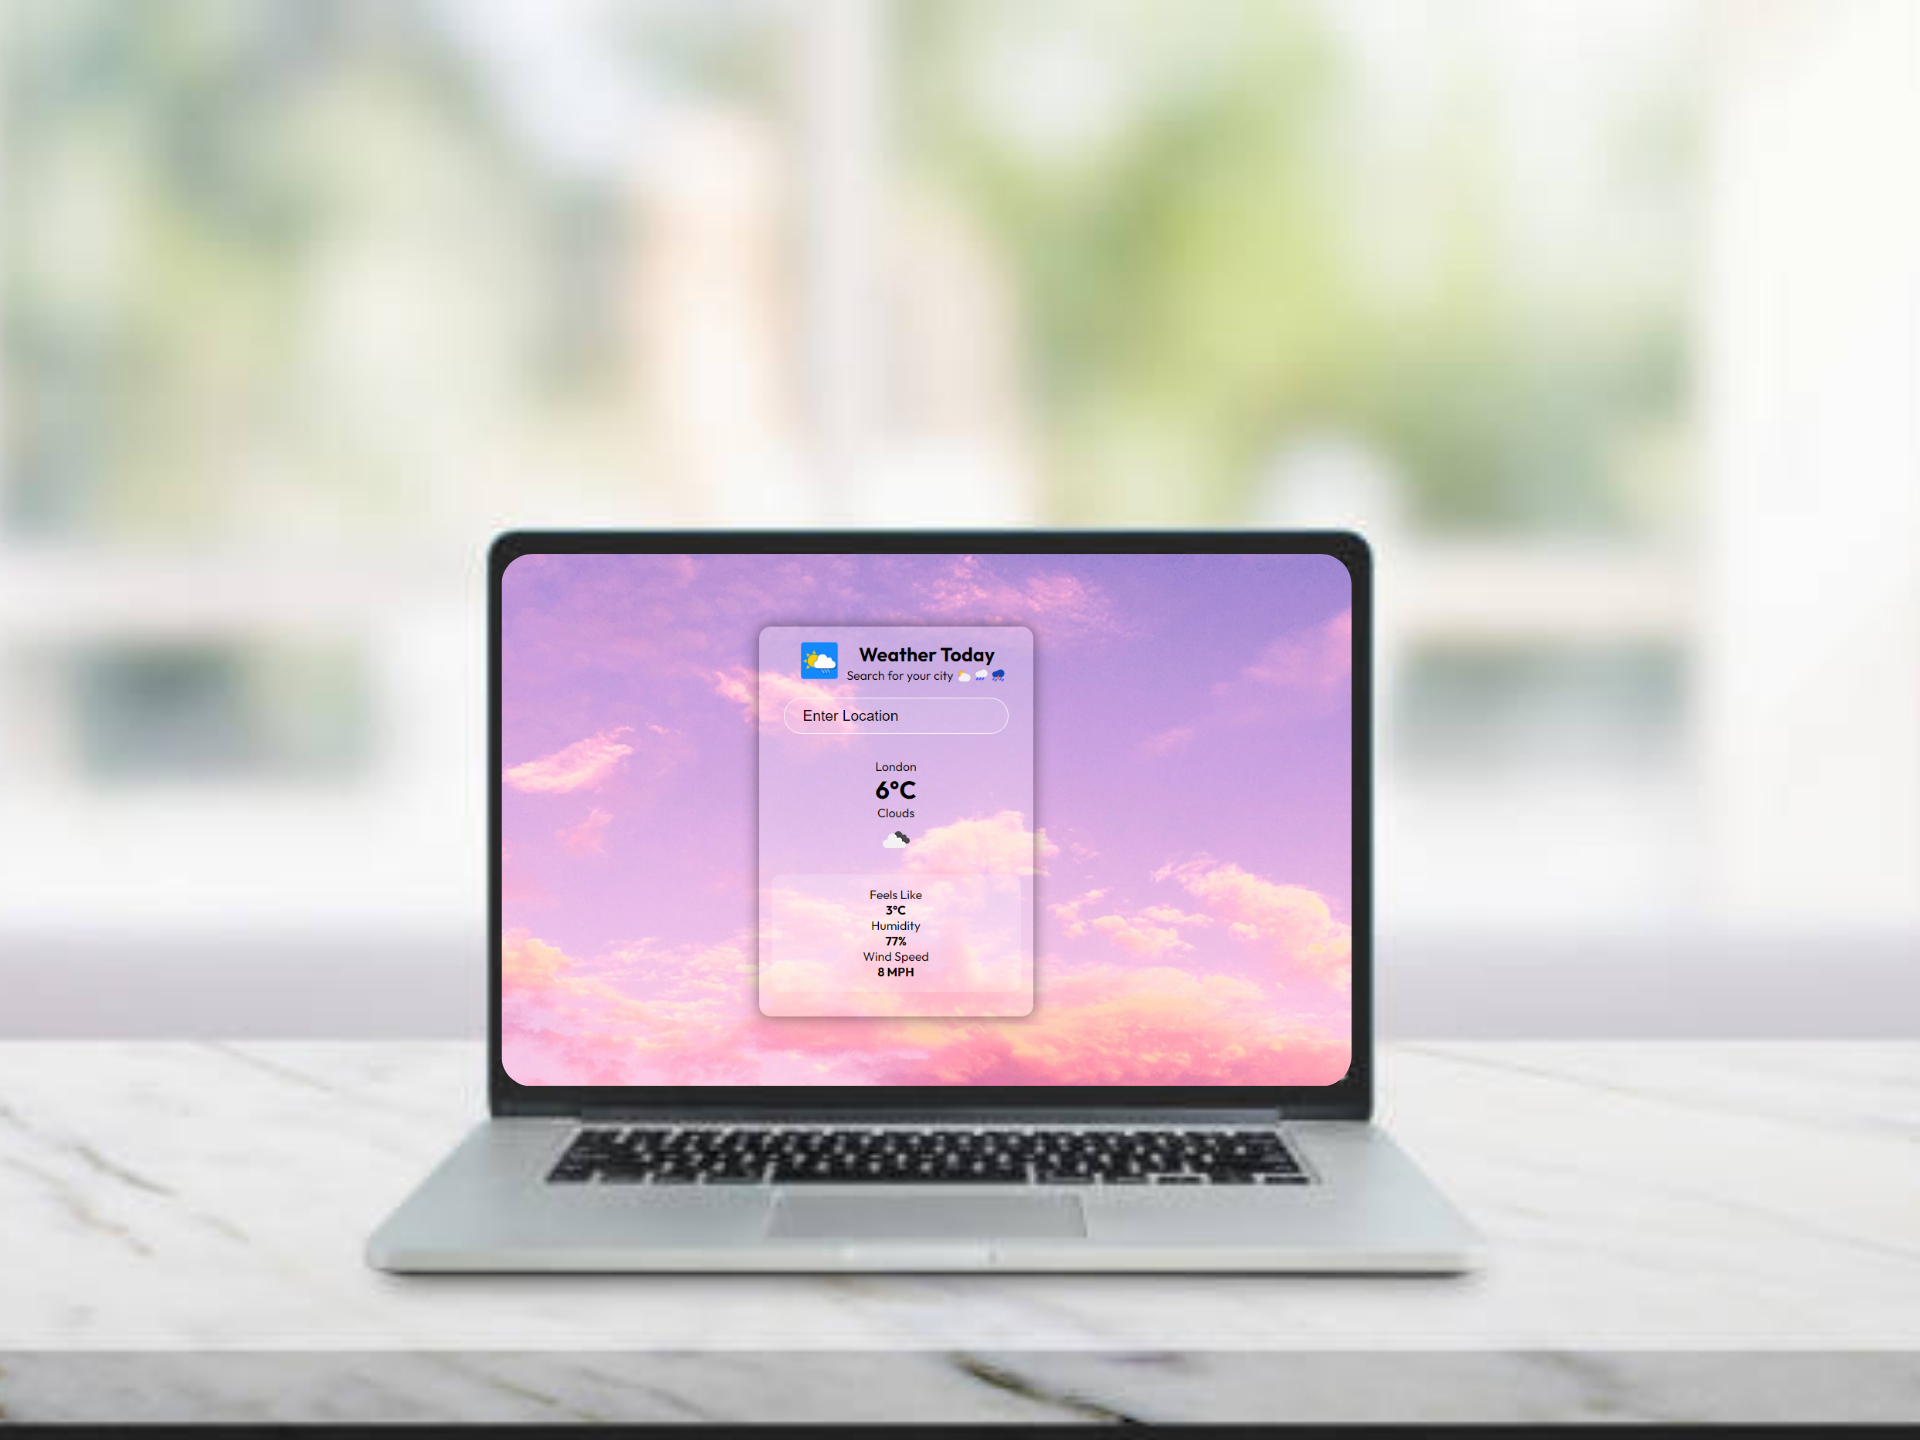 Weather Today
Search for your city
Enter Location
London
6°C
Clouds
Feels Like
3°C
Humidity
77%
Wind Speed
8 MPH